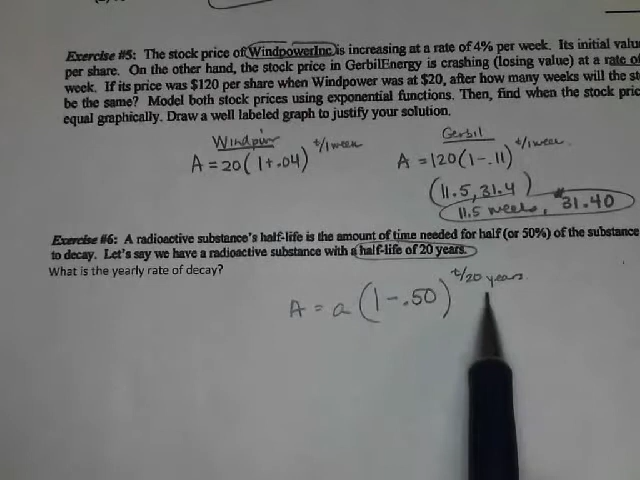 Exercise #5: The stock price of WindpowerInc is increasing at a rate of 4% per week. Its initial valu
per share. On the other hand, the stock price in GerbilEnergy is crashing (losing value) at a rate of
week. If its price was $120 per share when Windpower was at $20, after how many weeks will the st
be the same? Model both stock prices using exponential functions. Then, find when the stock pric
equal graphically. Draw a well labeled graph to justify your solution.
Windpwr Gerbil
A = 20(1+.04) t/1 week A = 120(1-.11) t/1 week
(11.5, 31.4)
11.5 weeks, $31.40
Exercise #6: A radioactive substance's half-life is the amount of time needed for half (or 50%) of the substance
to decay. Let's say we have a radioactive substance with a half-life of 20 years.
What is the yearly rate of decay?
A = a (1-.50) t/20 years